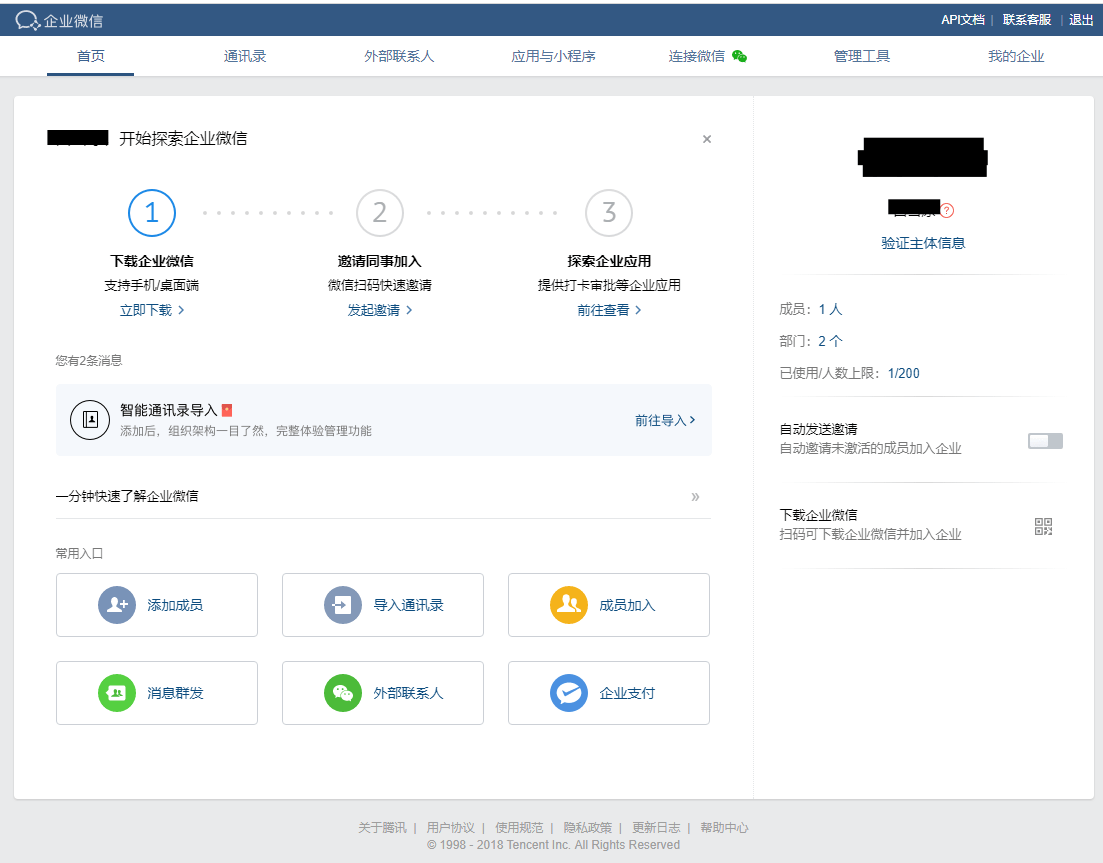 企业微信
API文档 | 联系客服 | 退出
首页 通讯录 外部联系人 应用与小程序 连接微信 管理工具 我的企业
开始探索企业微信 ×
1 2 3
下载企业微信 邀请同事加入 探索企业应用
支持手机/桌面端 微信扫码快速邀请 提供打卡审批等企业应用
立即下载 > 发起邀请 > 前往查看 >
您有2条消息
智能通讯录导入
添加后，组织架构一目了然，完整体验管理功能
前往导入 >
一分钟快速了解企业微信 »
常用入口
添加成员 导入通讯录 成员加入
消息群发 外部联系人 企业支付
?
验证主体信息
成员： 1 人
部门： 2 个
已使用/人数上限： 1/200
自动发送邀请
自动邀请未激活的成员加入企业
下载企业微信
扫码可下载企业微信并加入企业
关于腾讯 | 用户协议 | 使用规范 | 隐私政策 | 更新日志 | 帮助中心
© 1998 - 2018 Tencent Inc. All Rights Reserved